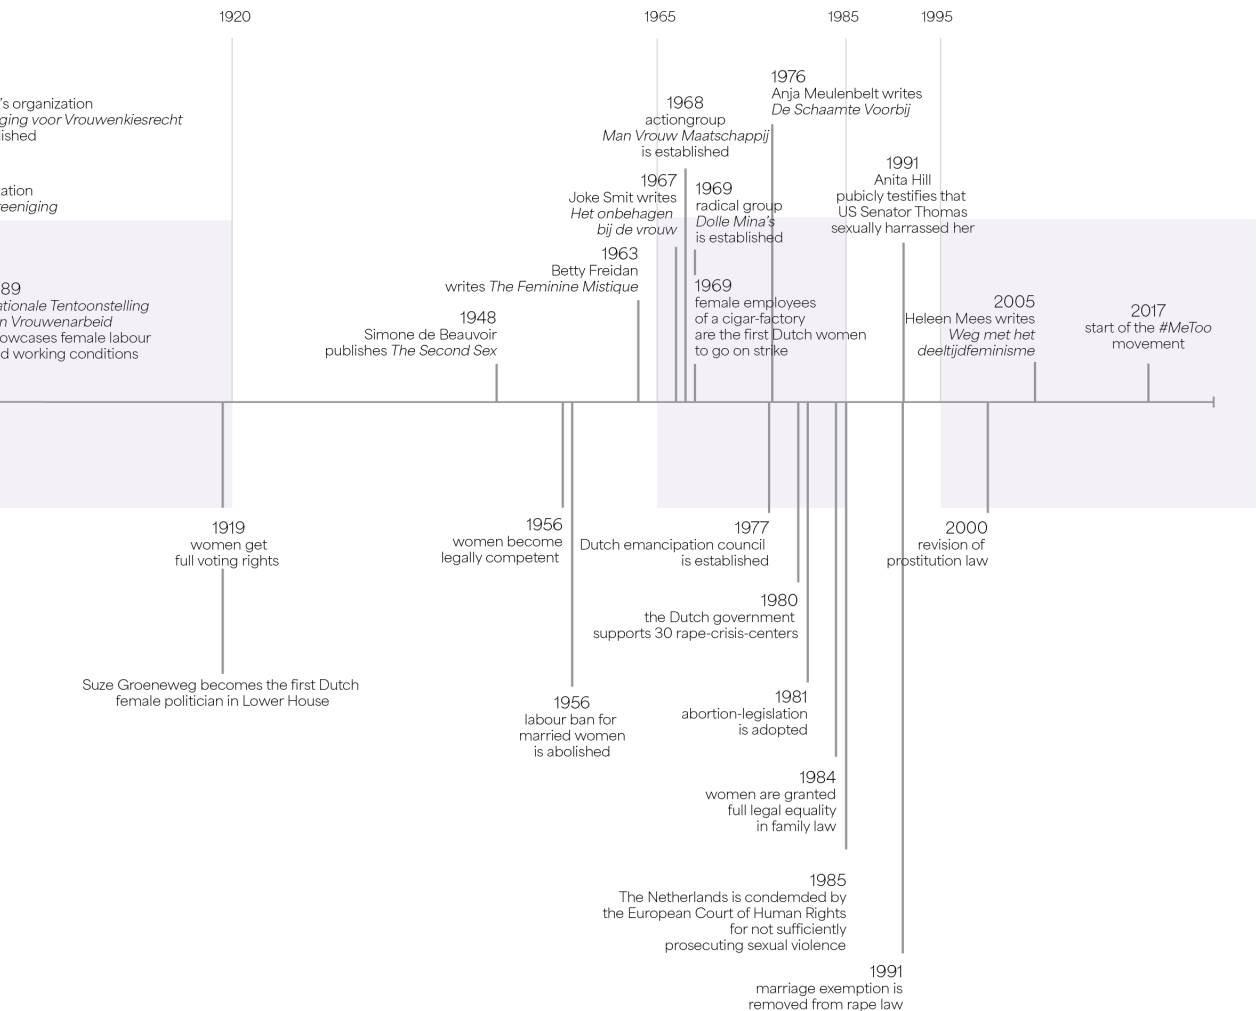 1920
1965
1985
1995
's organization
ging voor Vrouwenkiesrecht
lished
ation
reeniging
89
ationale Tentoonstelling
n Vrouwenarbeid
owcases female labour
d working conditions
1948
Simone de Beauvoir
publishes The Second Sex
1963
Betty Freidan
writes The Feminine Mistique
1967
Joke Smit writes
Het onbehagen
bij de vrouw
1968
actiongroup
Man Vrouw Maatschappij
is established
1969
radical group
Dolle Mina's
is established
1969
female employees
of a cigar-factory
are the first Dutch women
to go on strike
1976
Anja Meulenbelt writes
De Schaamte Voorbij
1991
Anita Hill
pubicly testifies that
US Senator Thomas
sexually harrassed her
2005
Heleen Mees writes
Weg met het
deeltijdfeminisme
2017
start of the #MeToo
movement
1919
women get
full voting rights
Suze Groeneweg becomes the first Dutch
female politician in Lower House
1956
women become
legally competent
1956
labour ban for
married women
is abolished
1977
Dutch emancipation council
is established
1980
the Dutch government
supports 30 rape-crisis-centers
1981
abortion-legislation
is adopted
1984
women are granted
full legal equality
in family law
1985
The Netherlands is condemded by
the European Court of Human Rights
for not sufficiently
prosecuting sexual violence
1991
marriage exemption is
removed from rape law
2000
revision of
prostitution law